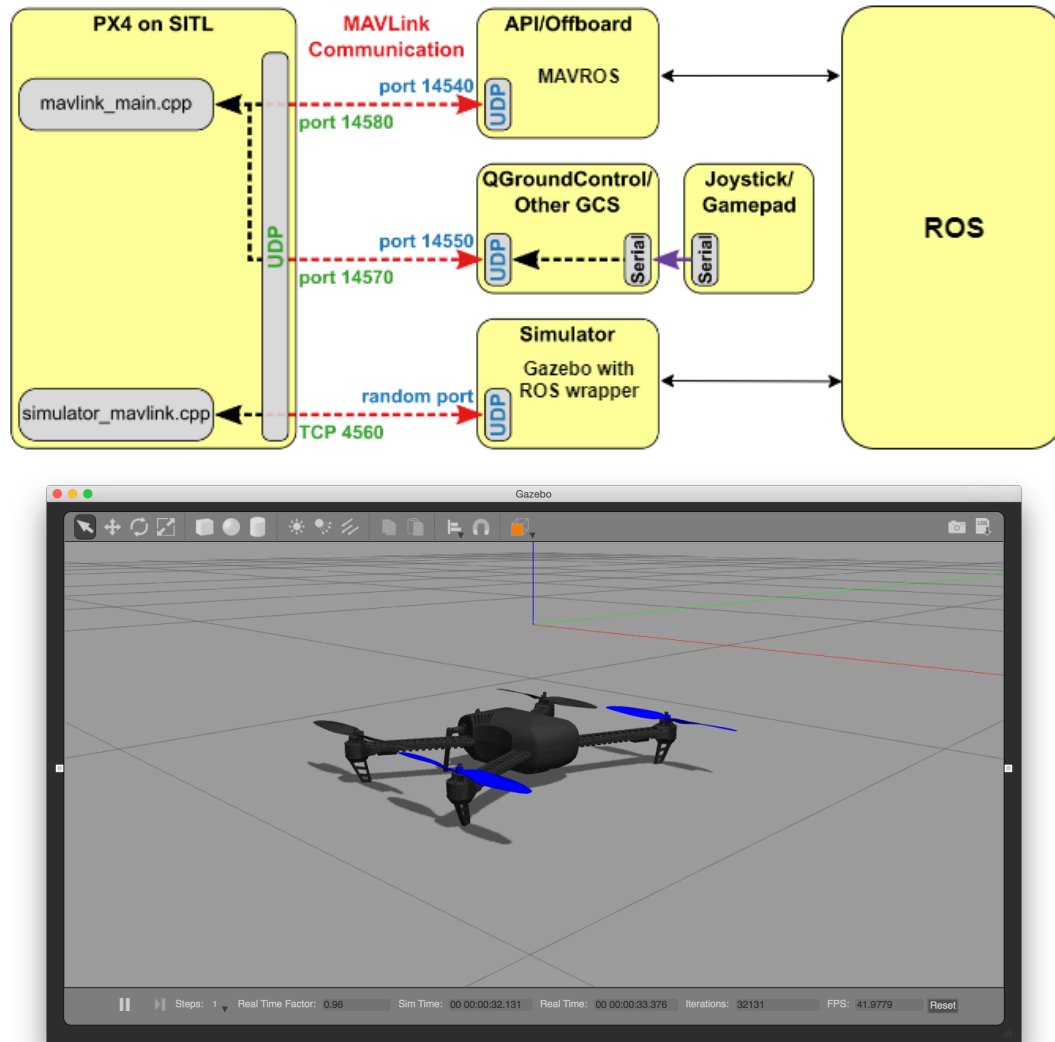 PX4 on SITL
mavlink_main.cpp
simulator_mavlink.cpp
UDP
MAVLink
Communication
port 14540
port 14580
port 14550
port 14570
random port
TCP 4560
API/Offboard
MAVROS
UDP
QGroundControl/
Other GCS
UDP
Serial
Joystick/
Gamepad
Serial
Simulator
Gazebo with
ROS wrapper
UDP
ROS
Gazebo
LOG
Steps: 1 Real Time Factor: 0.96 Sim Time: 00 00:00:32.131 Real Time: 00 00:00:33.376 Iterations: 32131 FPS: 41.9779 Reset